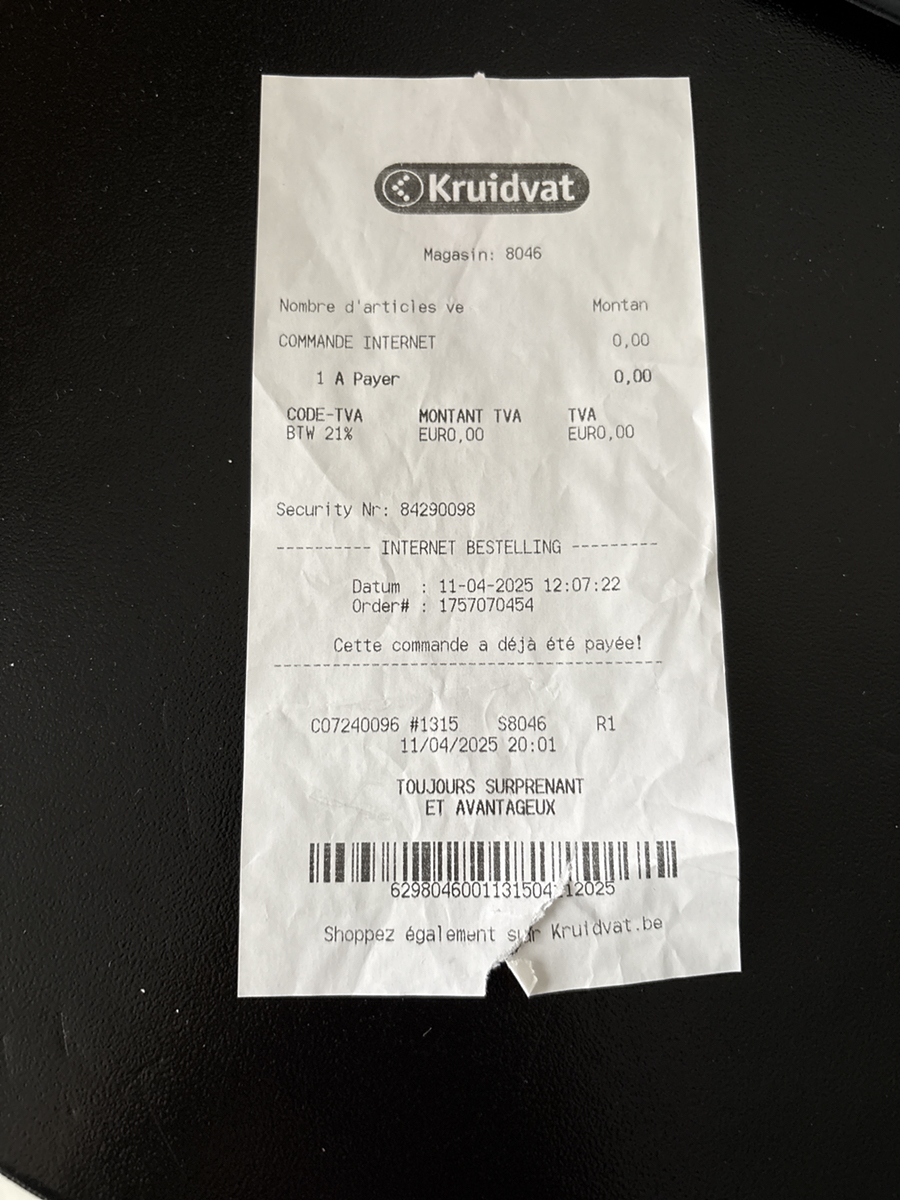 Kruidvat
Magasin: 8046
Nombre d'articles ve Montan
COMMANDE INTERNET 0,00
1 A Payer 0,00
CODE-TVA MONTANT TVA TVA
BTW 21% EUR0,00 EUR0,00
Security Nr: 84290098
---------- INTERNET BESTELLING ---------
Datum : 11-04-2025 12:07:22
Order# : 1757070454
Cette commande a déjà été payée!
-----------------------------------------------
C07240096 #1315 S8046 R1
11/04/2025 20:01
TOUJOURS SURPRENANT
ET AVANTAGEUX
Shoppez également sur Kruidvat.be